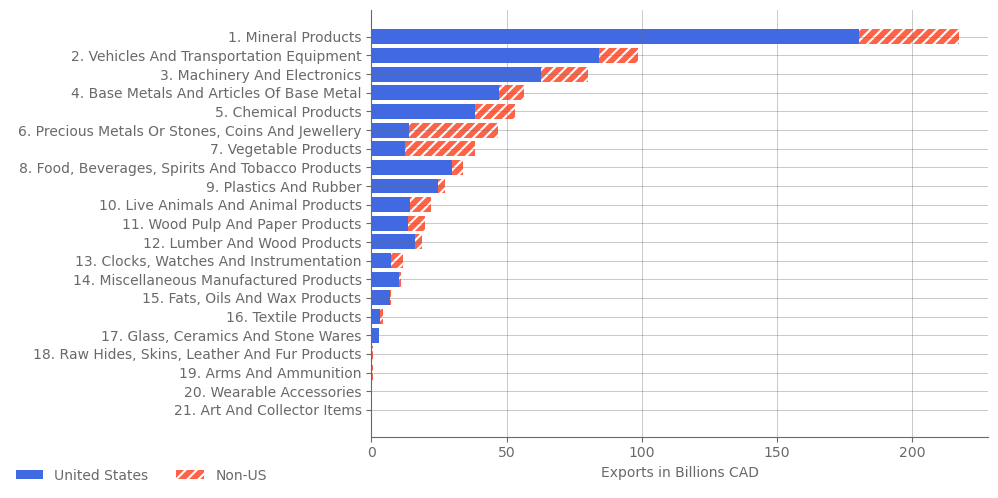 1. Mineral Products
2. Vehicles And Transportation Equipment
3. Machinery And Electronics
4. Base Metals And Articles Of Base Metal
5. Chemical Products
6. Precious Metals Or Stones, Coins And Jewellery
7. Vegetable Products
8. Food, Beverages, Spirits And Tobacco Products
9. Plastics And Rubber
10. Live Animals And Animal Products
11. Wood Pulp And Paper Products
12. Lumber And Wood Products
13. Clocks, Watches And Instrumentation
14. Miscellaneous Manufactured Products
15. Fats, Oils And Wax Products
16. Textile Products
17. Glass, Ceramics And Stone Wares
18. Raw Hides, Skins, Leather And Fur Products
19. Arms And Ammunition
20. Wearable Accessories
21. Art And Collector Items
0 50 100 150 200
Exports in Billions CAD
United States Non-US